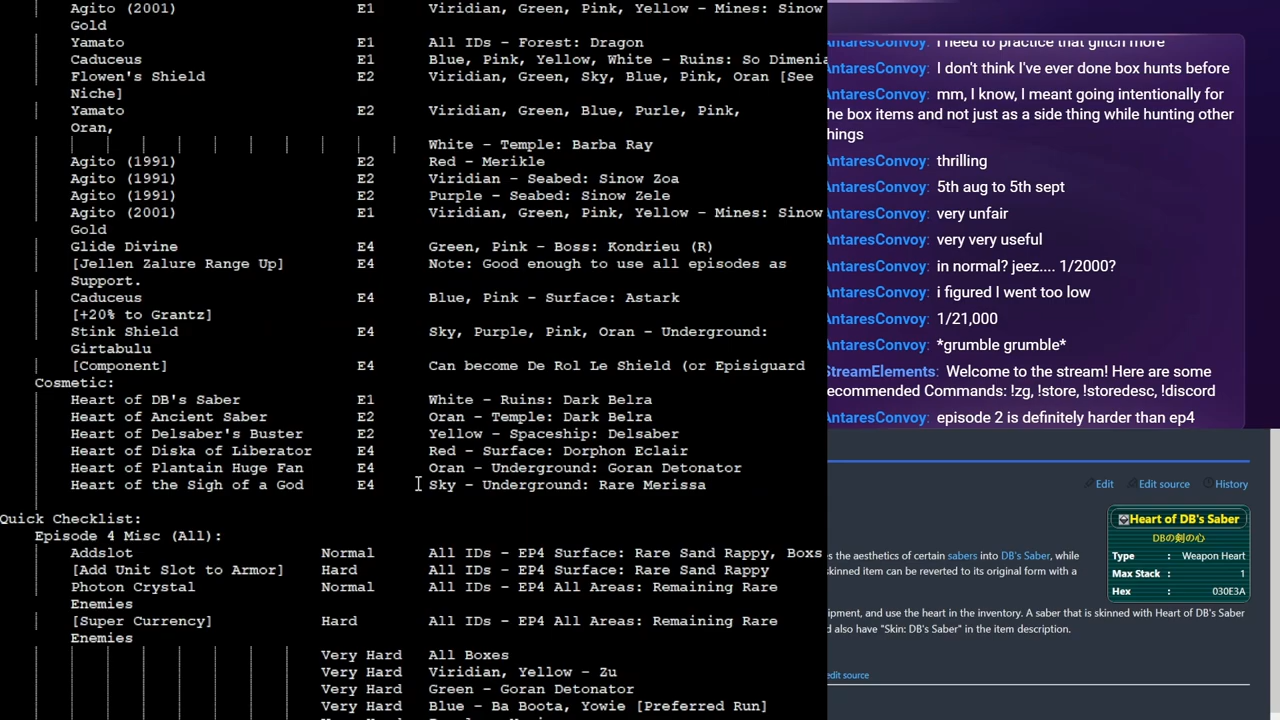 Agito (2001) E1 Viridian, Green, Pink, Yellow - Mines: Sinow
Gold
Yamato E1 All IDs - Forest: Dragon
Caduceus E1 Blue, Pink, Yellow, White - Ruins: So Dimenia
Flowen's Shield E2 Viridian, Green, Sky, Blue, Pink, Oran [See
Niche]
Yamato E2 Viridian, Green, Blue, Purle, Pink,
Oran,
White - Temple: Barba Ray
Agito (1991) E2 Red - Merikle
Agito (1991) E2 Viridian - Seabed: Sinow Zoa
Agito (1991) E2 Purple - Seabed: Sinow Zele
Agito (2001) E1 Viridian, Green, Pink, Yellow - Mines: Sinow
Gold
Glide Divine E4 Green, Pink - Boss: Kondrieu (R)
[Jellen Zalure Range Up] E4 Note: Good enough to use all episodes as
Support.
Caduceus E4 Blue, Pink - Surface: Astark
[+20% to Grantz]
Stink Shield E4 Sky, Purple, Pink, Oran - Underground:
Girtabulu
[Component] E4 Can become De Rol Le Shield (or Episiguard
Cosmetic:
Heart of DB's Saber E1 White - Ruins: Dark Belra
Heart of Ancient Saber E2 Oran - Temple: Dark Belra
Heart of Delsaber's Buster E2 Yellow - Spaceship: Delsaber
Heart of Diska of Liberator E4 Red - Surface: Dorphon Eclair
Heart of Plantain Huge Fan E4 Oran - Underground: Goran Detonator
Heart of the Sigh of a God E4 Sky - Underground: Rare Merissa
Quick Checklist:
Episode 4 Misc (All):
Addslot Normal All IDs - EP4 Surface: Rare Sand Rappy, Boxs
[Add Unit Slot to Armor] Hard All IDs - EP4 Surface: Rare Sand Rappy
Photon Crystal Normal All IDs - EP4 All Areas: Remaining Rare
Enemies
[Super Currency] Hard All IDs - EP4 All Areas: Remaining Rare
Enemies
Very Hard All Boxes
Very Hard Viridian, Yellow - Zu
Very Hard Green - Goran Detonator
Very Hard Blue - Ba Boota, Yowie [Preferred Run]
AntaresConvoy: I need to practice that glitch more
AntaresConvoy: I don't think I've ever done box hunts before
AntaresConvoy: mm, I know, I meant going intentionally for
he box items and not just as a side thing while hunting other
hings
AntaresConvoy: thrilling
AntaresConvoy: 5th aug to 5th sept
AntaresConvoy: very unfair
AntaresConvoy: very very useful
AntaresConvoy: in normal? jeez.... 1/2000?
AntaresConvoy: i figured I went too low
AntaresConvoy: 1/21,000
AntaresConvoy: *grumble grumble*
StreamElements: Welcome to the stream! Here are some
ecommended Commands: !zg, !store, !storedesc, !discord
AntaresConvoy: episode 2 is definitely harder than ep4
Edit Edit source History
Heart of DB's Saber
DBの剣の心
Type : Weapon Heart
Max Stack : 1
Hex : 030E3A
es the aesthetics of certain sabers into DB's Saber, while
skinned item can be reverted to its original form with a
ipment, and use the heart in the inventory. A saber that is skinned with Heart of DB's Saber
d also have "Skin: DB's Saber" in the item description.
edit source